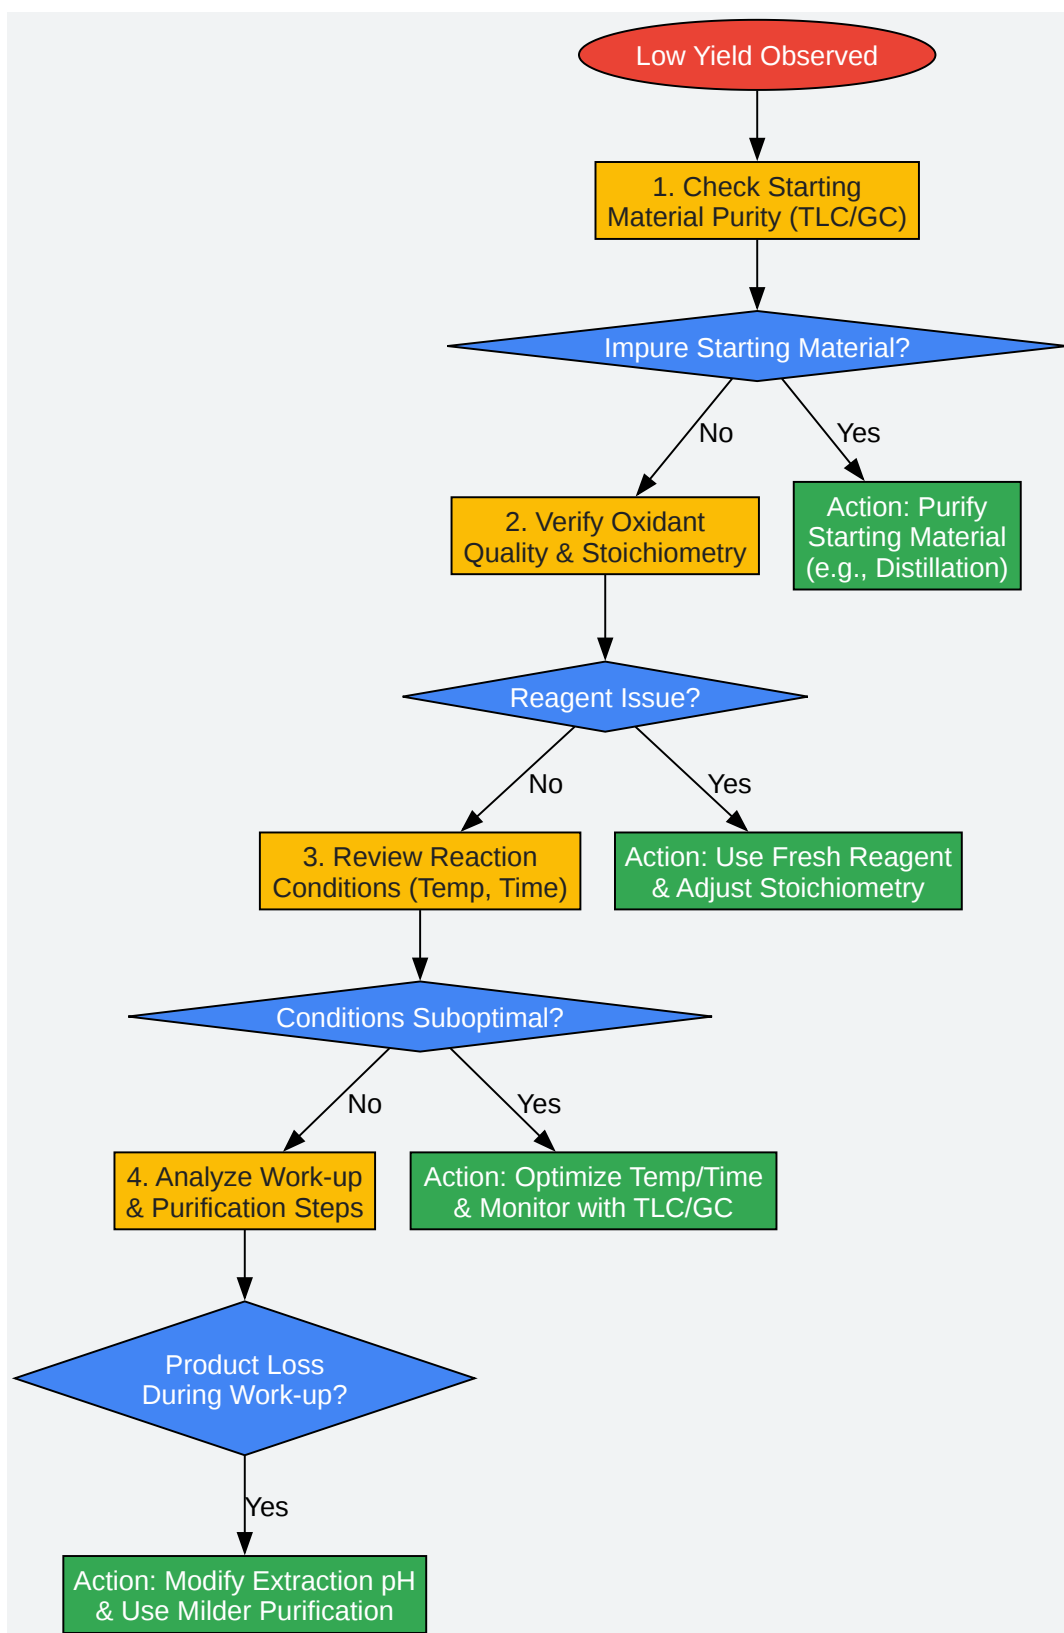 Low Yield Observed
1. Check Starting
Material Purity (TLC/GC)
Impure Starting Material?
No
Yes
2. Verify Oxidant
Quality & Stoichiometry
Action: Purify
Starting Material
(e.g., Distillation)
Reagent Issue?
No
Yes
3. Review Reaction
Conditions (Temp, Time)
Action: Use Fresh Reagent
& Adjust Stoichiometry
Conditions Suboptimal?
No
Yes
4. Analyze Work-up
& Purification Steps
Action: Optimize Temp/Time
& Monitor with TLC/GC
Product Loss
During Work-up?
Yes
Action: Modify Extraction pH
& Use Milder Purification